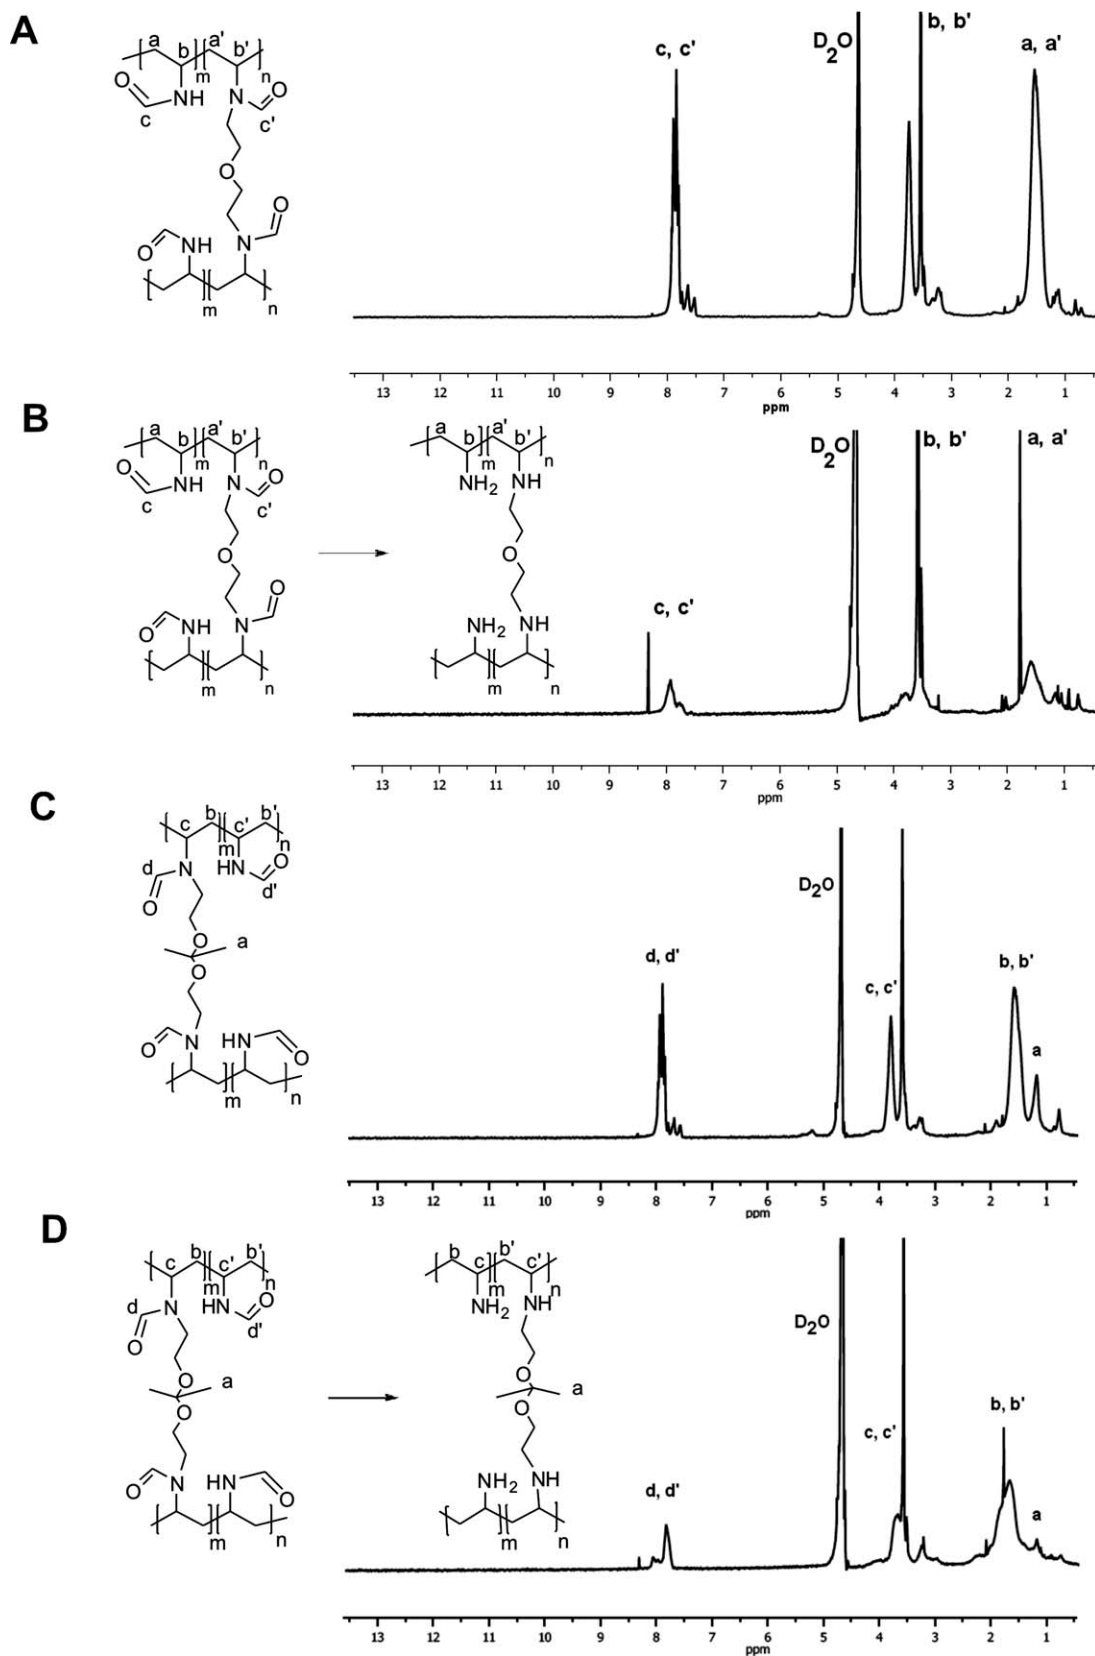 A
a a' b b' m n
O NH N O
c c'
O
O
O NH N
m n
c, c'
D2O
b, b'
a, a'
13 12 11 10 9 8 7 6 5 4 3 2 1
ppm
B
a b a' b' m n
O NH N O
c c'
O
O
O NH N
m n
a b a' b' m n
NH2 NH
O
NH2 NH
m n
c, c'
D2O
b, b'
a, a'
13 12 11 10 9 8 7 6 5 4 3 2 1
ppm
C
c b c' b' m n
d N HN O
O d'
O a
O
O N HN O
m n
d, d'
D2O
c, c'
b, b'
a
13 12 11 10 9 8 7 6 5 4 3 2 1
ppm
D
c b c' b' m n
d N HN O
O d'
O a
O
O N HN O
m n
b c b' c' m n
NH2 NH
O a
O
NH2 NH
m n
d, d'
D2O
c, c'
b, b'
a
13 12 11 10 9 8 7 6 5 4 3 2 1
ppm